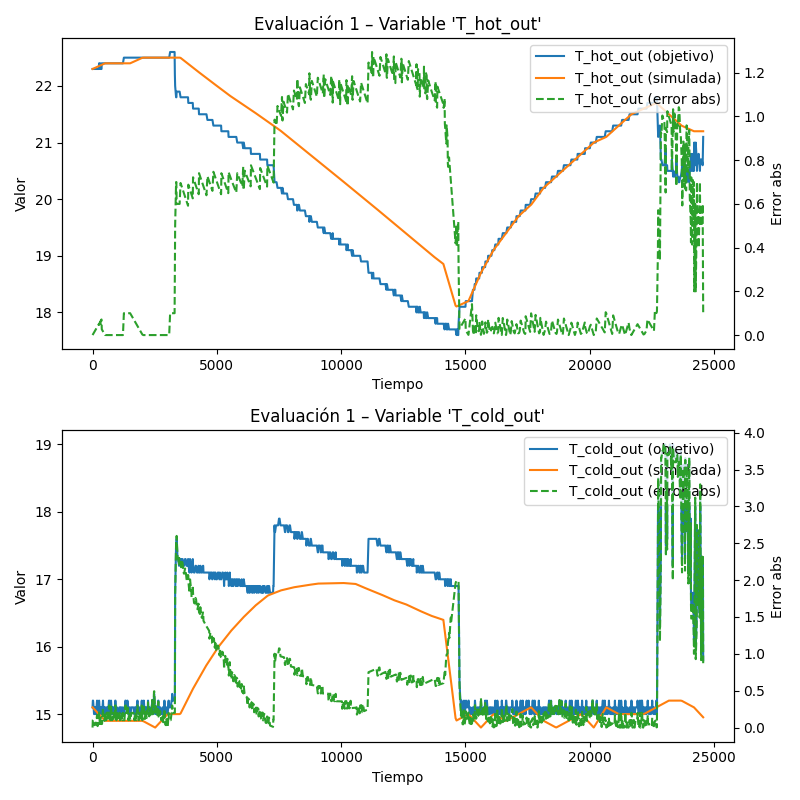 Evaluación 1 – Variable 'T_hot_out'
T_hot_out (objetivo)
T_hot_out (simulada)
T_hot_out (error abs)
Valor
22
21
20
19
18
1.2
1.0
0.8
0.6
0.4
0.2
0.0
Error abs
0
5000
10000
15000
20000
25000
Tiempo
Evaluación 1 – Variable 'T_cold_out'
T_cold_out (objetivo)
T_cold_out (simulada)
T_cold_out (error abs)
Valor
19
18
17
16
15
4.0
3.5
3.0
2.5
2.0
1.5
1.0
0.5
0.0
Error abs
0
5000
10000
15000
20000
25000
Tiempo